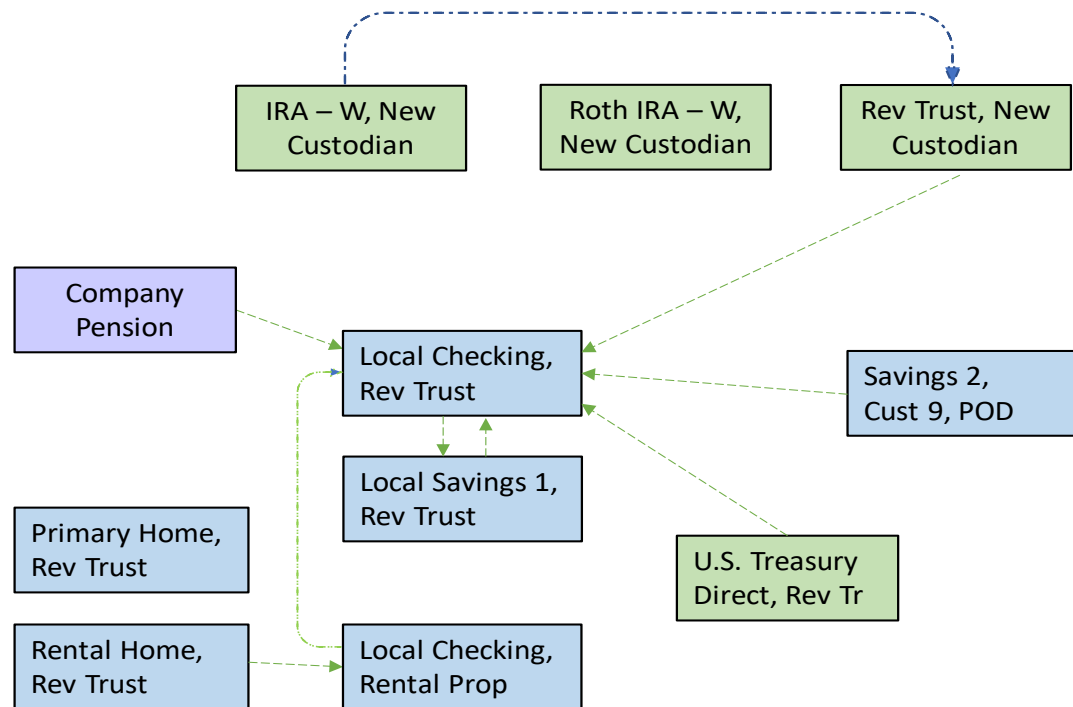 IRA – W, New
Custodian
Roth IRA – W,
New Custodian
Rev Trust, New
Custodian
Company
Pension
Local Checking,
Rev Trust
Savings 2,
Cust 9, POD
Local Savings 1,
Rev Trust
Primary Home,
Rev Trust
U.S. Treasury
Direct, Rev Tr
Rental Home,
Rev Trust
Local Checking,
Rental Prop